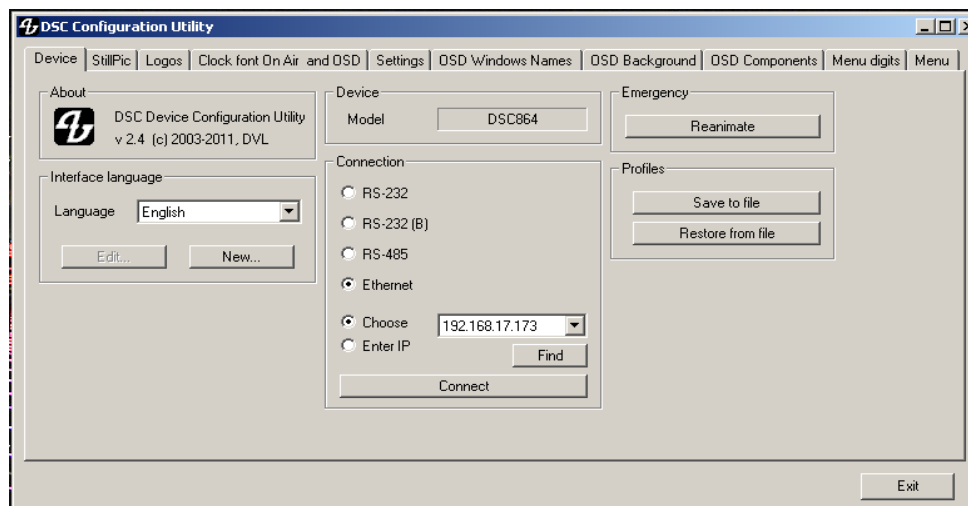 DSC Configuration Utility
Device StillPic Logos Clock font On Air and OSD Settings OSD Windows Names OSD Background OSD Components Menu digits Menu
About
DSC Device Configuration Utility
v 2.4 (c) 2003-2011, DVL
Interface language
Language English
Edit... New...
Device
Model DSC864
Connection
RS-232
RS-232 (B)
RS-485
Ethernet
Choose 192.168.17.173
Enter IP
Find
Connect
Emergency
Reanimate
Profiles
Save to file
Restore from file
Exit